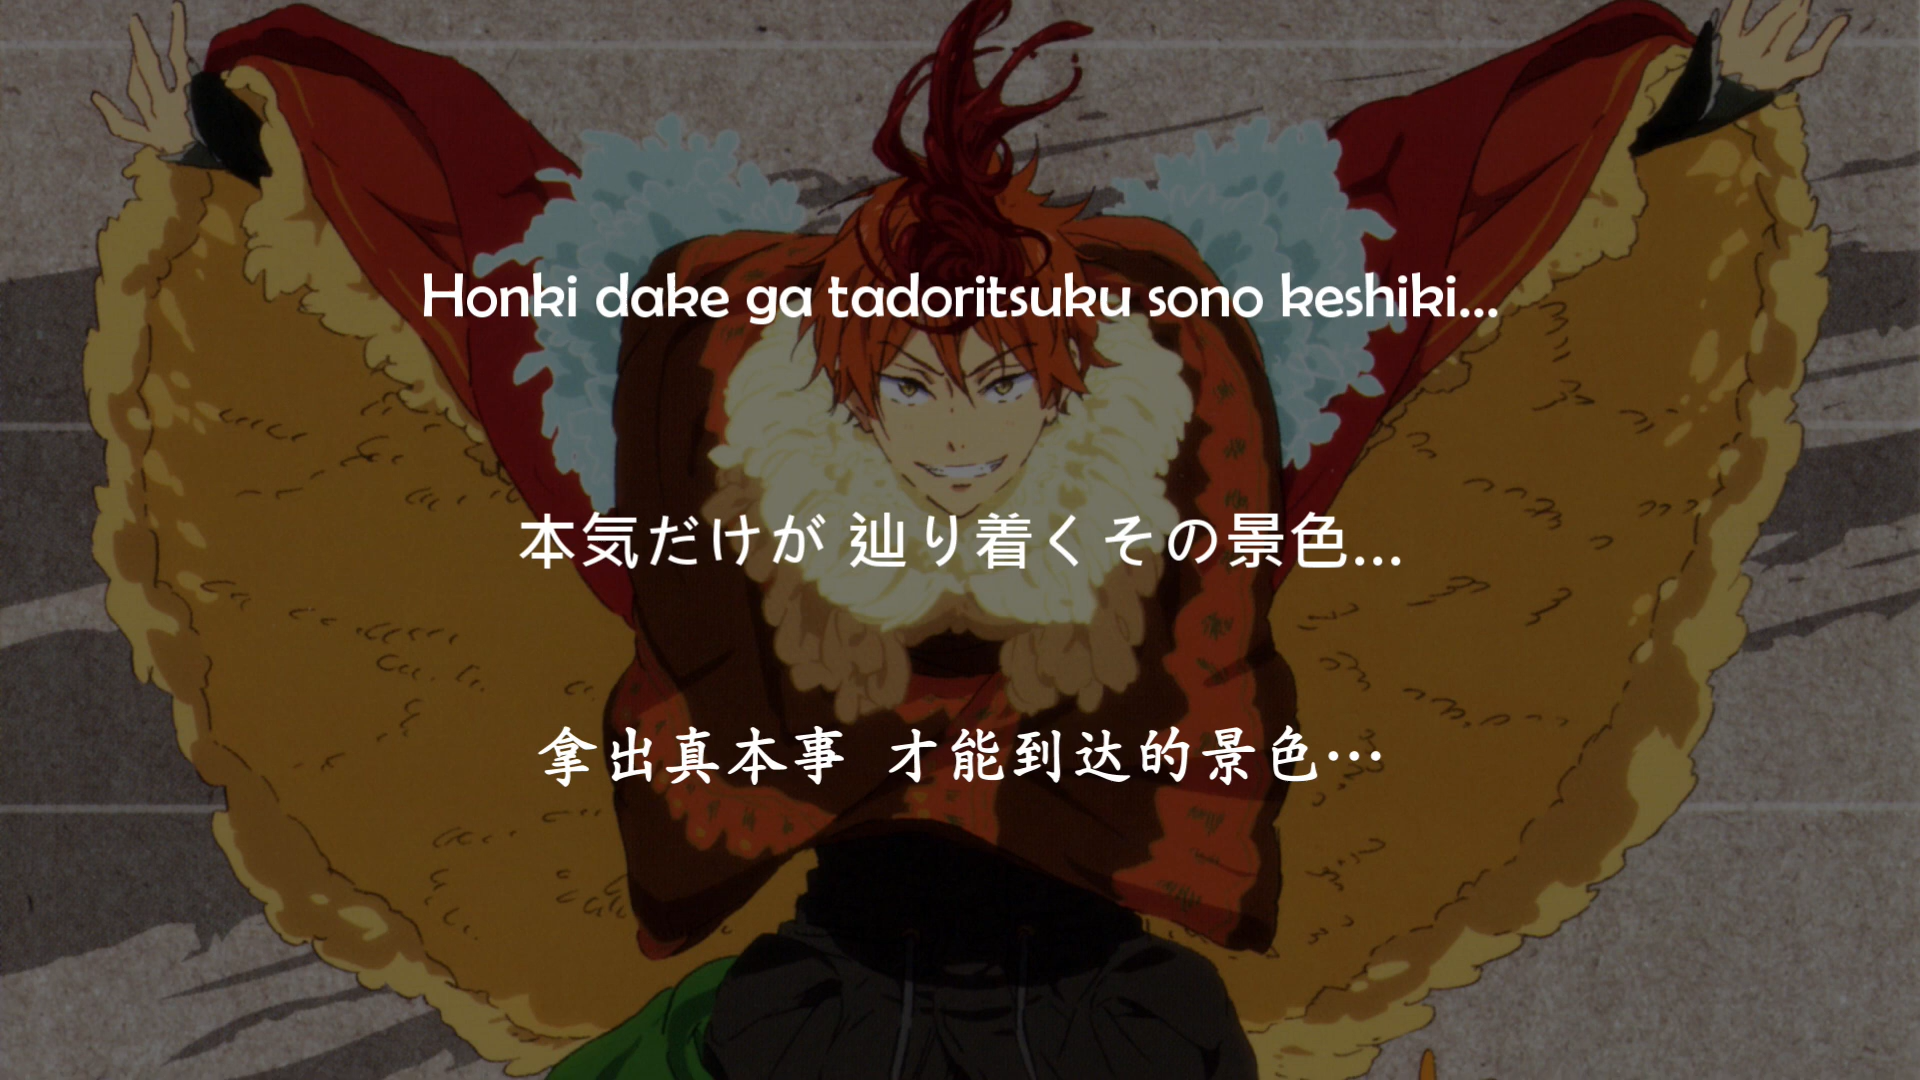 Honki dake ga tadoritsuku sono keshiki...
本気だけが 辿り着くその景色...
拿出真本事 才能到达的景色…